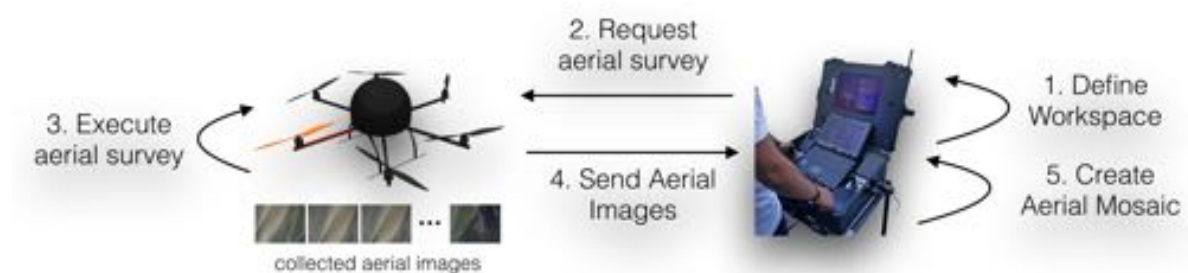 2. Request
aerial survey
1. Define
Workspace
3. Execute
aerial survey
4. Send Aerial
Images
5. Create
Aerial Mosaic
...
collected aerial images